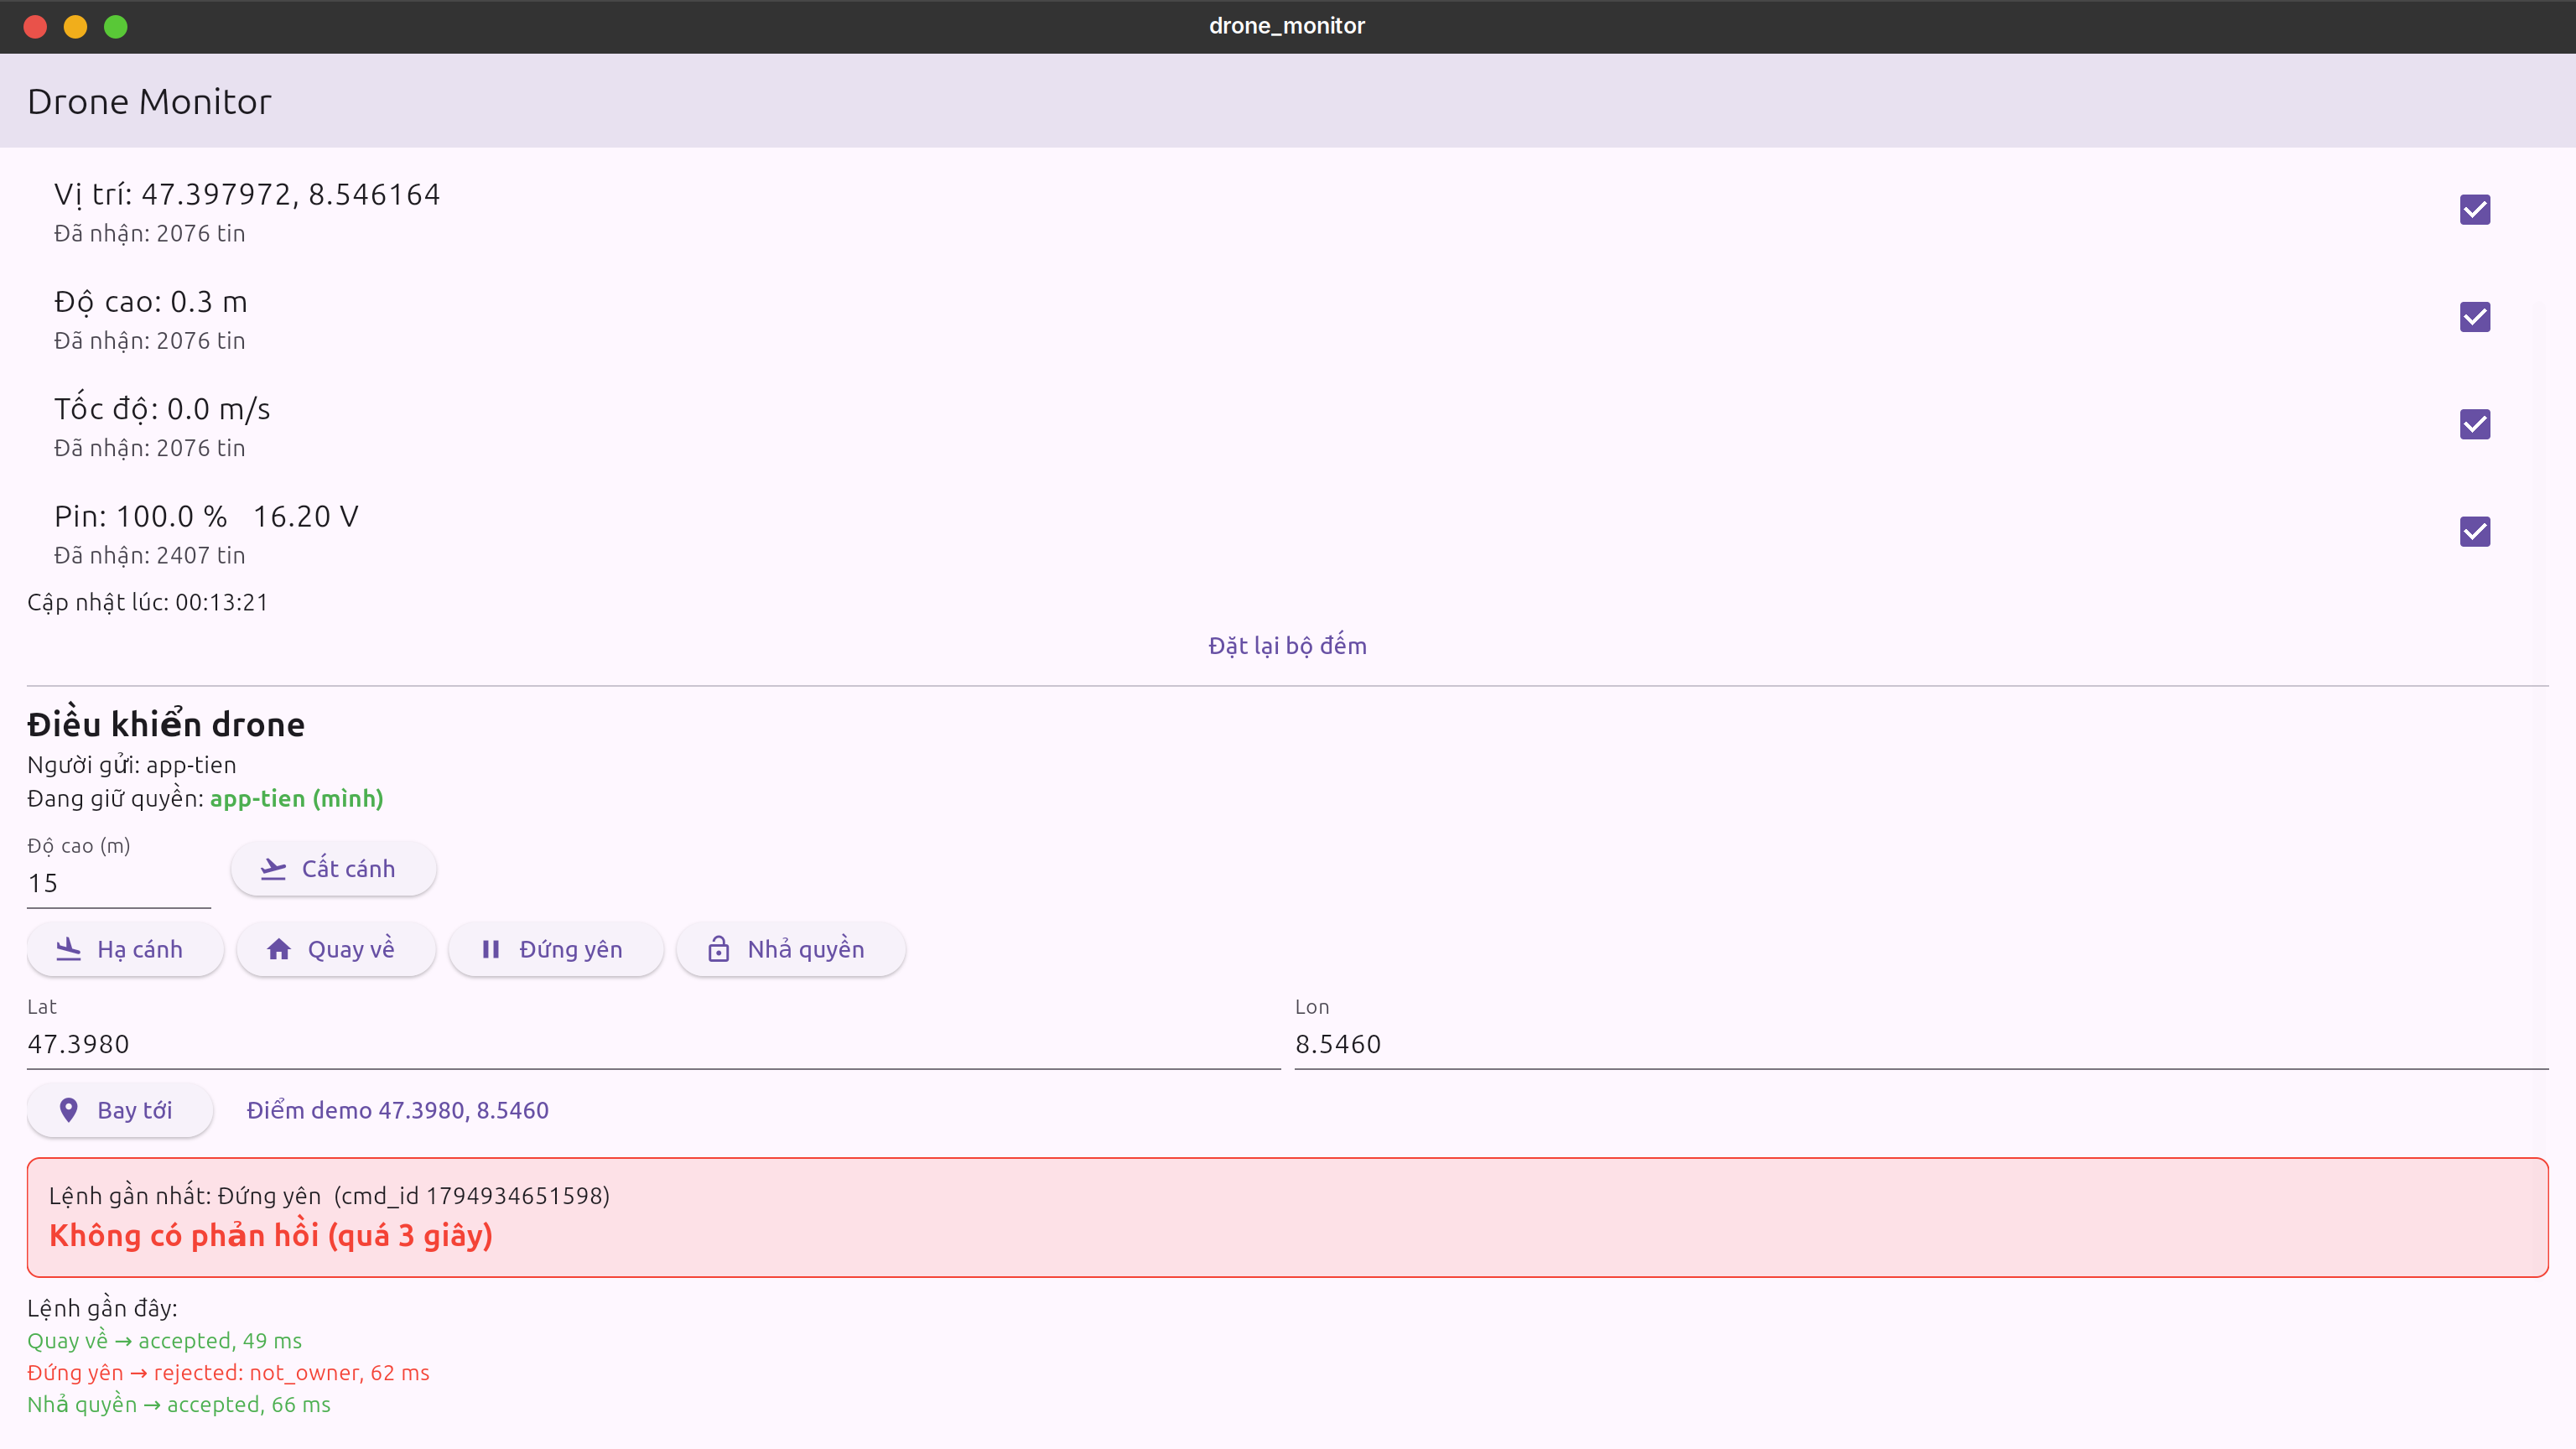 drone_monitor
Drone Monitor
Vị trí: 47.397972, 8.546164
Đã nhận: 2076 tin
Độ cao: 0.3 m
Đã nhận: 2076 tin
Tốc độ: 0.0 m/s
Đã nhận: 2076 tin
Pin: 100.0 %   16.20 V
Đã nhận: 2407 tin
Cập nhật lúc: 00:13:21
Đặt lại bộ đếm
Điều khiển drone
Người gửi: app-tien
Đang giữ quyền: app-tien (mình)
Độ cao (m)
15
Cất cánh
Hạ cánh
Quay về
Đứng yên
Nhả quyền
Lat
47.3980
Lon
8.5460
Bay tới
Điểm demo 47.3980, 8.5460
Lệnh gần nhất: Đứng yên  (cmd_id 1794934651598)
Không có phản hồi (quá 3 giây)
Lệnh gần đây:
Quay về → accepted, 49 ms
Đứng yên → rejected: not_owner, 62 ms
Nhả quyền → accepted, 66 ms